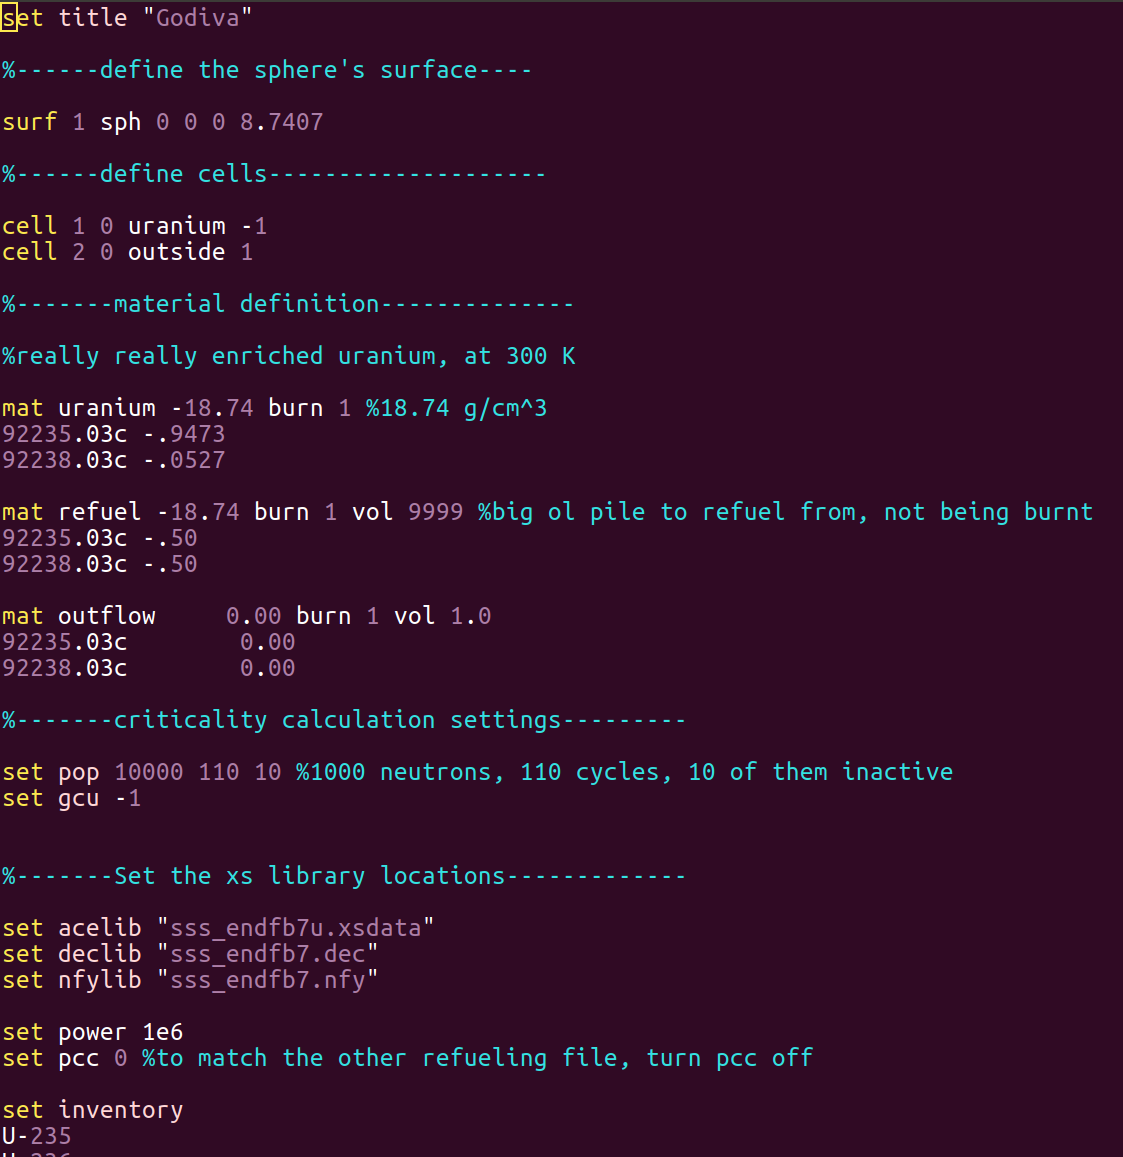 set title "Godiva"
%------define the sphere's surface----
surf 1 sph 0 0 0 8.7407
%------define cells--------------------
cell 1 0 uranium -1
cell 2 0 outside 1
%-------material definition--------------
%really really enriched uranium, at 300 K
mat uranium -18.74 burn 1 %18.74 g/cm^3
92235.03c -.9473
92238.03c -.0527
mat refuel -18.74 burn 1 vol 9999 %big ol pile to refuel from, not being burnt
92235.03c -.50
92238.03c -.50
mat outflow     0.00 burn 1 vol 1.0
92235.03c        0.00
92238.03c        0.00
%-------criticality calculation settings---------
set pop 10000 110 10 %1000 neutrons, 110 cycles, 10 of them inactive
set gcu -1
%-------Set the xs library locations-------------
set acelib "sss_endfb7u.xsdata"
set declib "sss_endfb7.dec"
set nfylib "sss_endfb7.nfy"
set power 1e6
set pcc 0 %to match the other refueling file, turn pcc off
set inventory
U-235